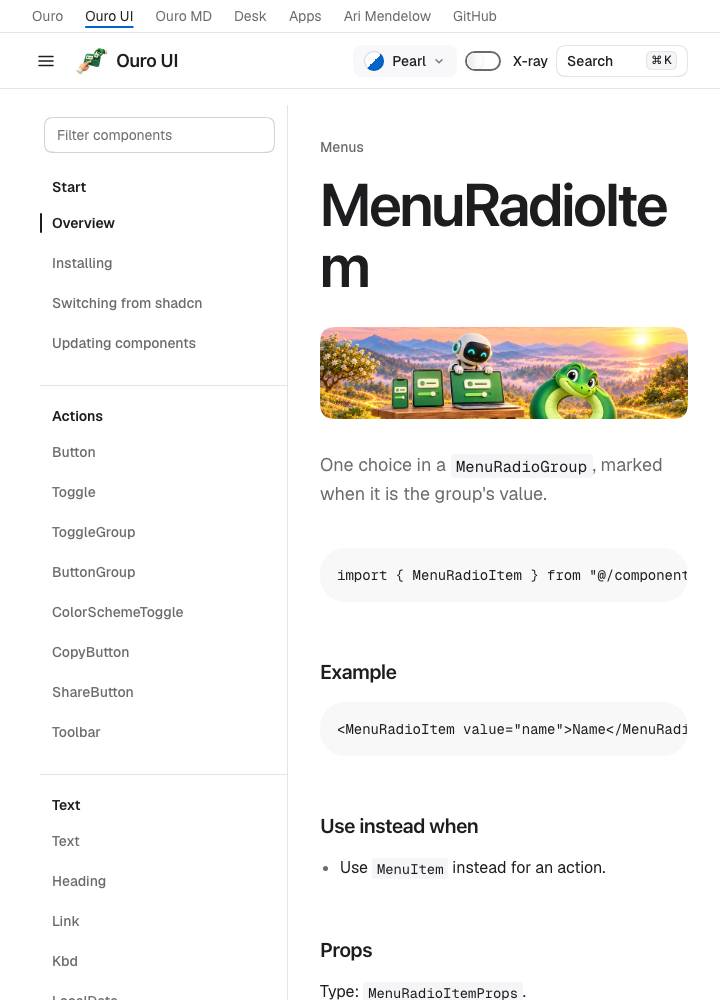 Ouro Ouro UI Ouro MD Desk Apps Ari Mendelow GitHub
Ouro UI Pearl X-ray Search ⌘ K
Filter components
Start
Overview
Installing
Switching from shadcn
Updating components
Actions
Button
Toggle
ToggleGroup
ButtonGroup
ColorSchemeToggle
CopyButton
ShareButton
Toolbar
Text
Text
Heading
Link
Kbd
Menus
MenuRadioIte
m
One choice in a MenuRadioGroup, marked
when it is the group's value.
import { MenuRadioItem } from "@/component
Example
<MenuRadioItem value="name">Name</MenuRadi
Use instead when
• Use MenuItem instead for an action.
Props
Type: MenuRadioItemProps.